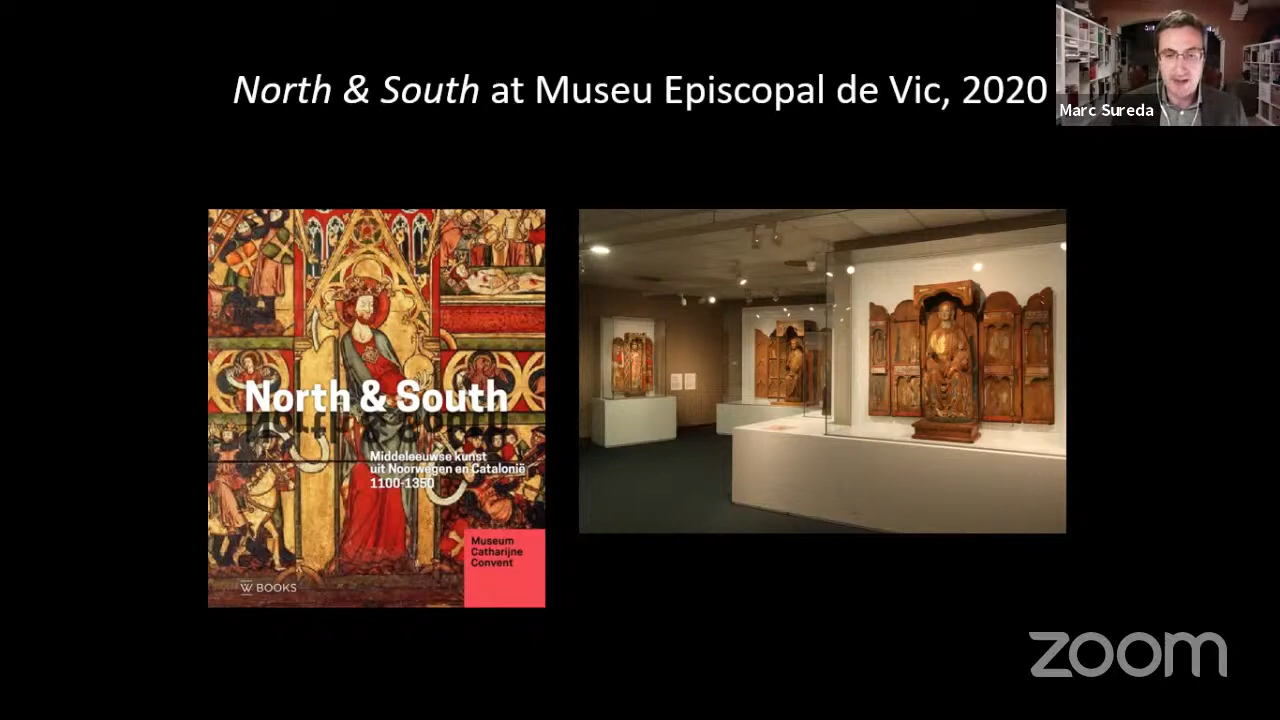 North & South at Museu Episcopal de Vic, 2020
Marc Sureda
North & South
Middeleeuwse kunst
uit Noorwegen en Catalonië
1100-1350
Museum
Catharijne
Convent
W BOOKS
zoom